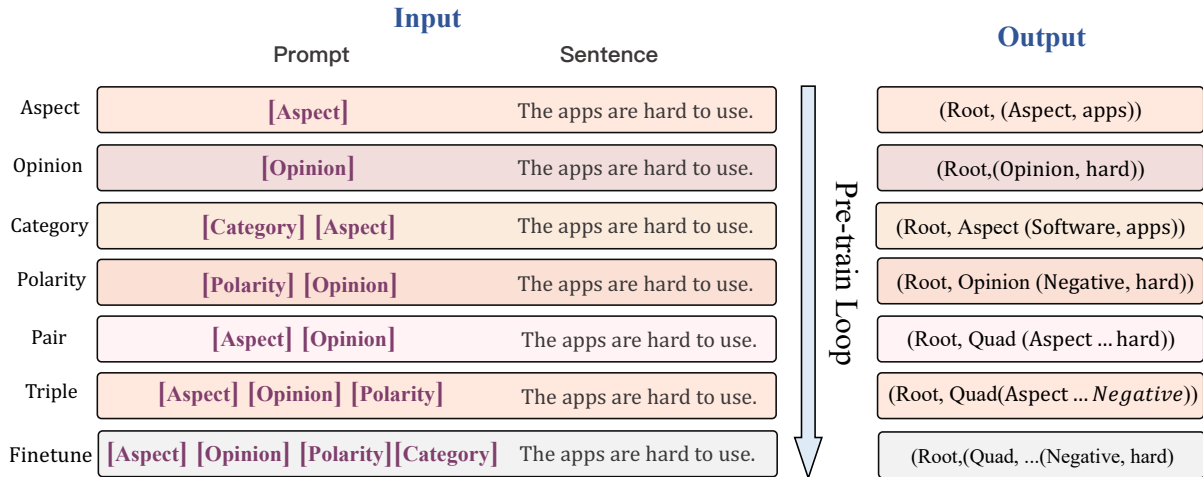 Input
Output
Prompt Sentence
Aspect [Aspect] The apps are hard to use. (Root, (Aspect, apps))
Opinion [Opinion] The apps are hard to use. (Root,(Opinion, hard))
Category [Category] [Aspect] The apps are hard to use. (Root, Aspect (Software, apps))
Polarity [Polarity] [Opinion] The apps are hard to use. (Root, Opinion (Negative, hard))
Pair [Aspect] [Opinion] The apps are hard to use. (Root, Quad (Aspect ... hard))
Triple [Aspect] [Opinion] [Polarity] The apps are hard to use. (Root, Quad(Aspect ... Negative))
Finetune [Aspect] [Opinion] [Polarity][Category] The apps are hard to use. (Root,(Quad, ...(Negative, hard)
Pre-train Loop